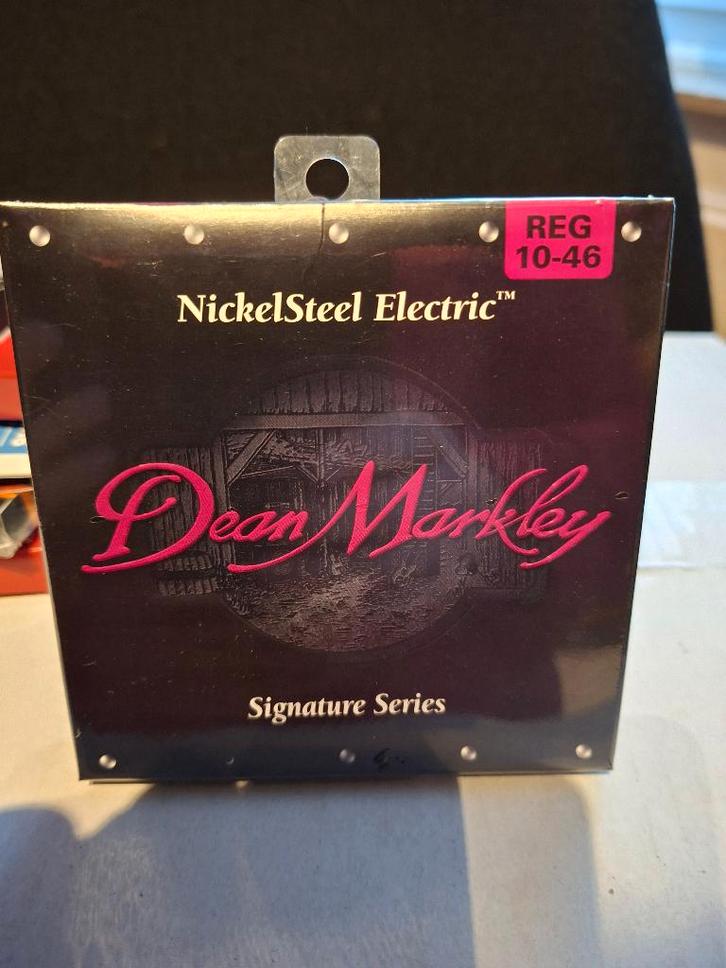 REG
10-46
NickelSteel Electric™
Dean Markley
Signature Series